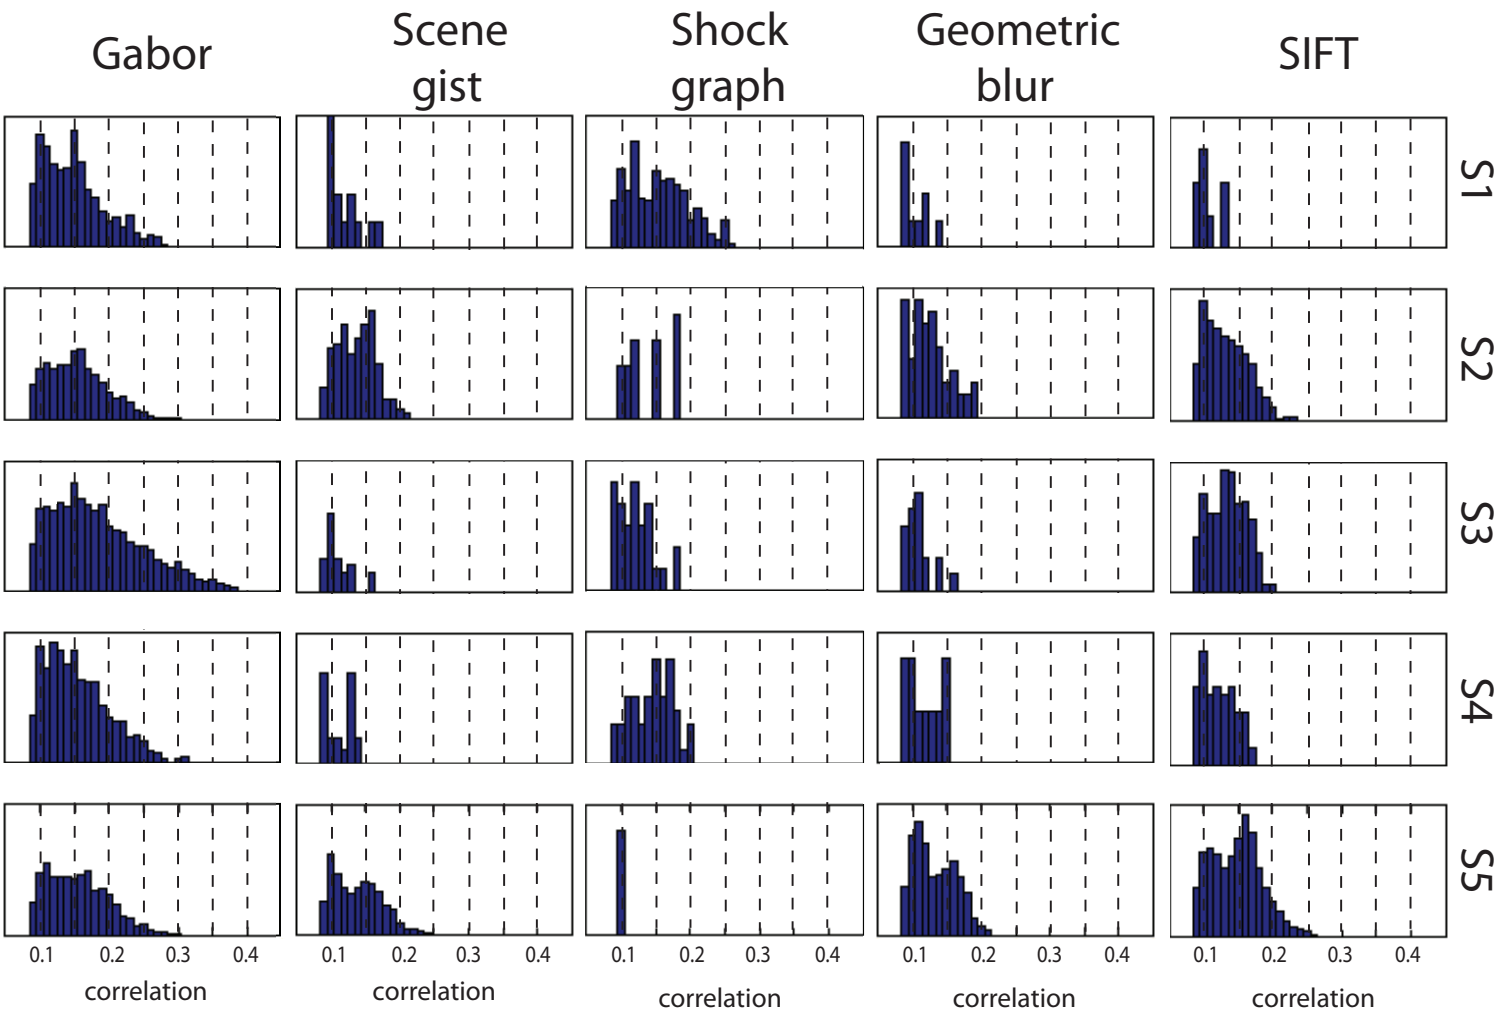 Gabor
Scene
gist
Shock
graph
Geometric
blur
SIFT
S1
S2
S3
S4
S5
0.1 0.2 0.3 0.4
0.1 0.2 0.3 0.4
0.1 0.2 0.3 0.4
0.1 0.2 0.3 0.4
0.1 0.2 0.3 0.4
correlation
correlation
correlation
correlation
correlation